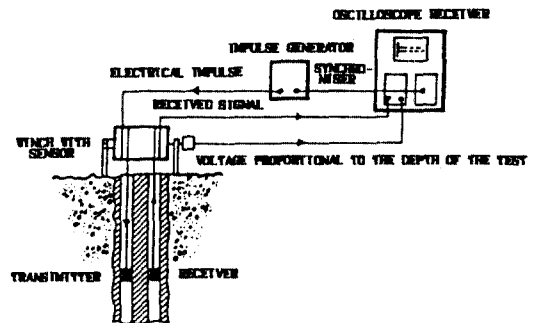 OSCILLOSCOPE RECEIVER
IMPULSE GENERATOR
ELECTRICAL IMPULSE
SYNCHRO-
NISER
RECEIVED SIGNAL
WINCH WITH
SENSOR
VOLTAGE PROPORTIONAL TO THE DEPTH OF THE TEST
TRANSMITTER
RECEIVER